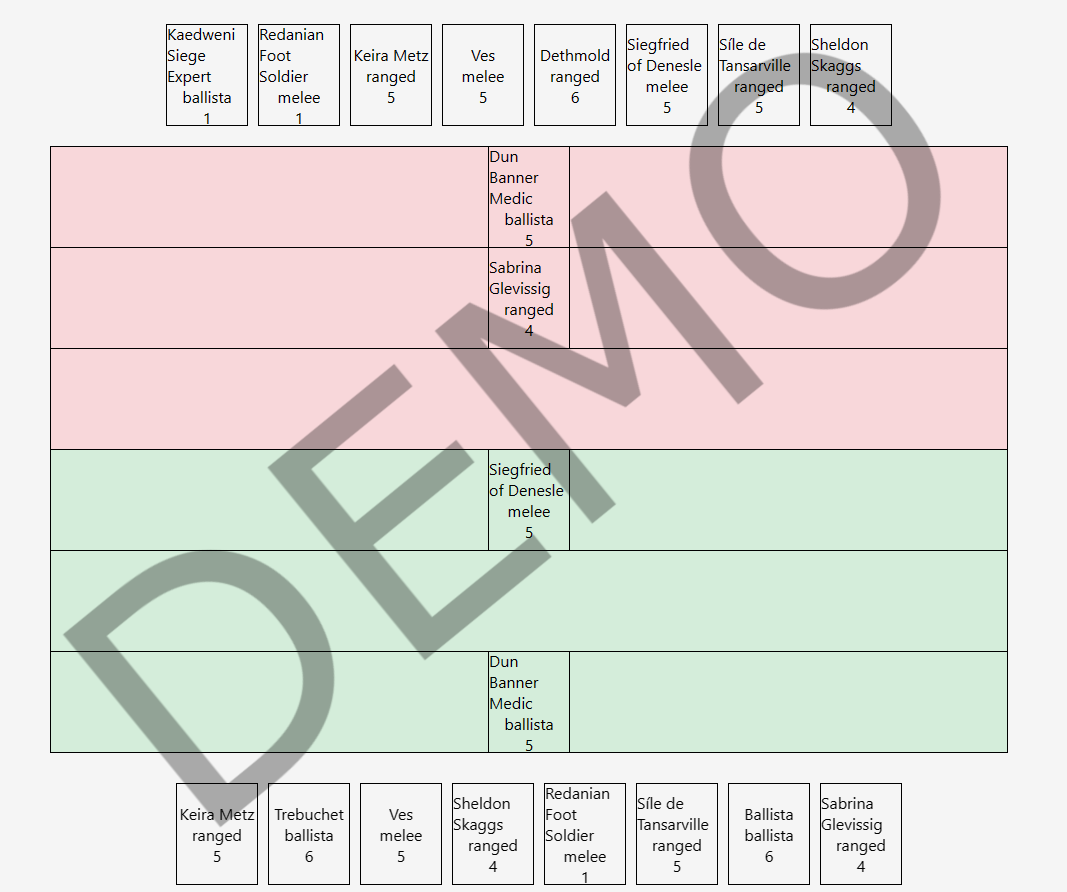 Kaedweni
Siege
Expert
ballista
1
Redanian
Foot
Soldier
melee
1
Keira Metz
ranged
5
Ves
melee
5
Dethmold
ranged
6
Siegfried
of Denesle
melee
5
Síle de
Tansarville
ranged
5
Sheldon
Skaggs
ranged
4
Dun
Banner
Medic
ballista
5
Sabrina
Glevissig
ranged
4
Siegfried
of Denesle
melee
5
Dun
Banner
Medic
ballista
5
Keira Metz
ranged
5
Trebuchet
ballista
6
Ves
melee
5
Sheldon
Skaggs
ranged
4
Redanian
Foot
Soldier
melee
1
Síle de
Tansarville
ranged
5
Ballista
ballista
6
Sabrina
Glevissig
ranged
4
DEMO